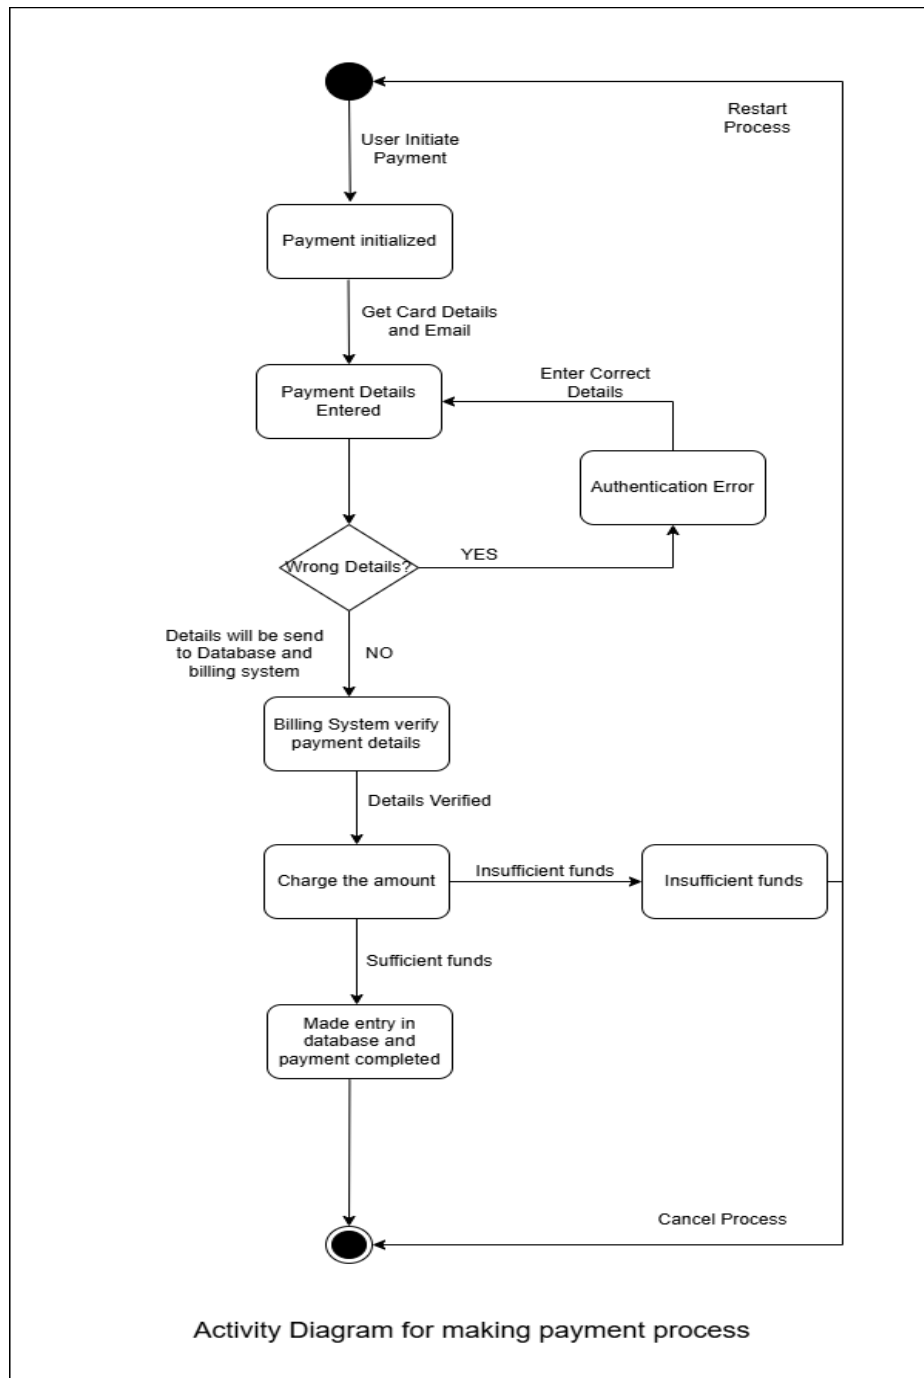 Restart
Process
User Initiate
Payment
Payment initialized
Get Card Details
and Email
Enter Correct
Details
Payment Details
Entered
Authentication Error
Wrong Details?
YES
Details will be send
to Database and
billing system
NO
Billing System verify
payment details
Details Verified
Charge the amount
Insufficient funds
Insufficient funds
Sufficient funds
Made entry in
database and
payment completed
Cancel Process
Activity Diagram for making payment process